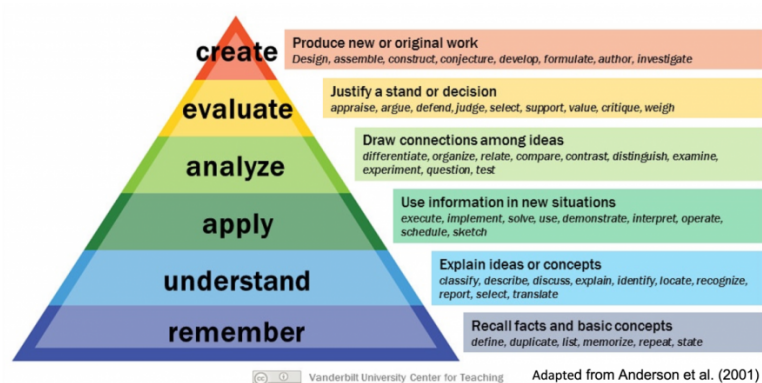 create
Produce new or original work
Design, assemble, construct, conjecture, develop, formulate, author, investigate
evaluate
Justify a stand or decision
appraise, argue, defend, judge, select, support, value, critique, weigh
analyze
Draw connections among ideas
differentiate, organize, relate, compare, contrast, distinguish, examine,
experiment, question, test
apply
Use information in new situations
execute, implement, solve, use, demonstrate, interpret, operate,
schedule, sketch
understand
Explain ideas or concepts
classify, describe, discuss, explain, identify, locate, recognize,
report, select, translate
remember
Recall facts and basic concepts
define, duplicate, list, memorize, repeat, state
cc
Vanderbilt University Center for Teaching
Adapted from Anderson et al. (2001)